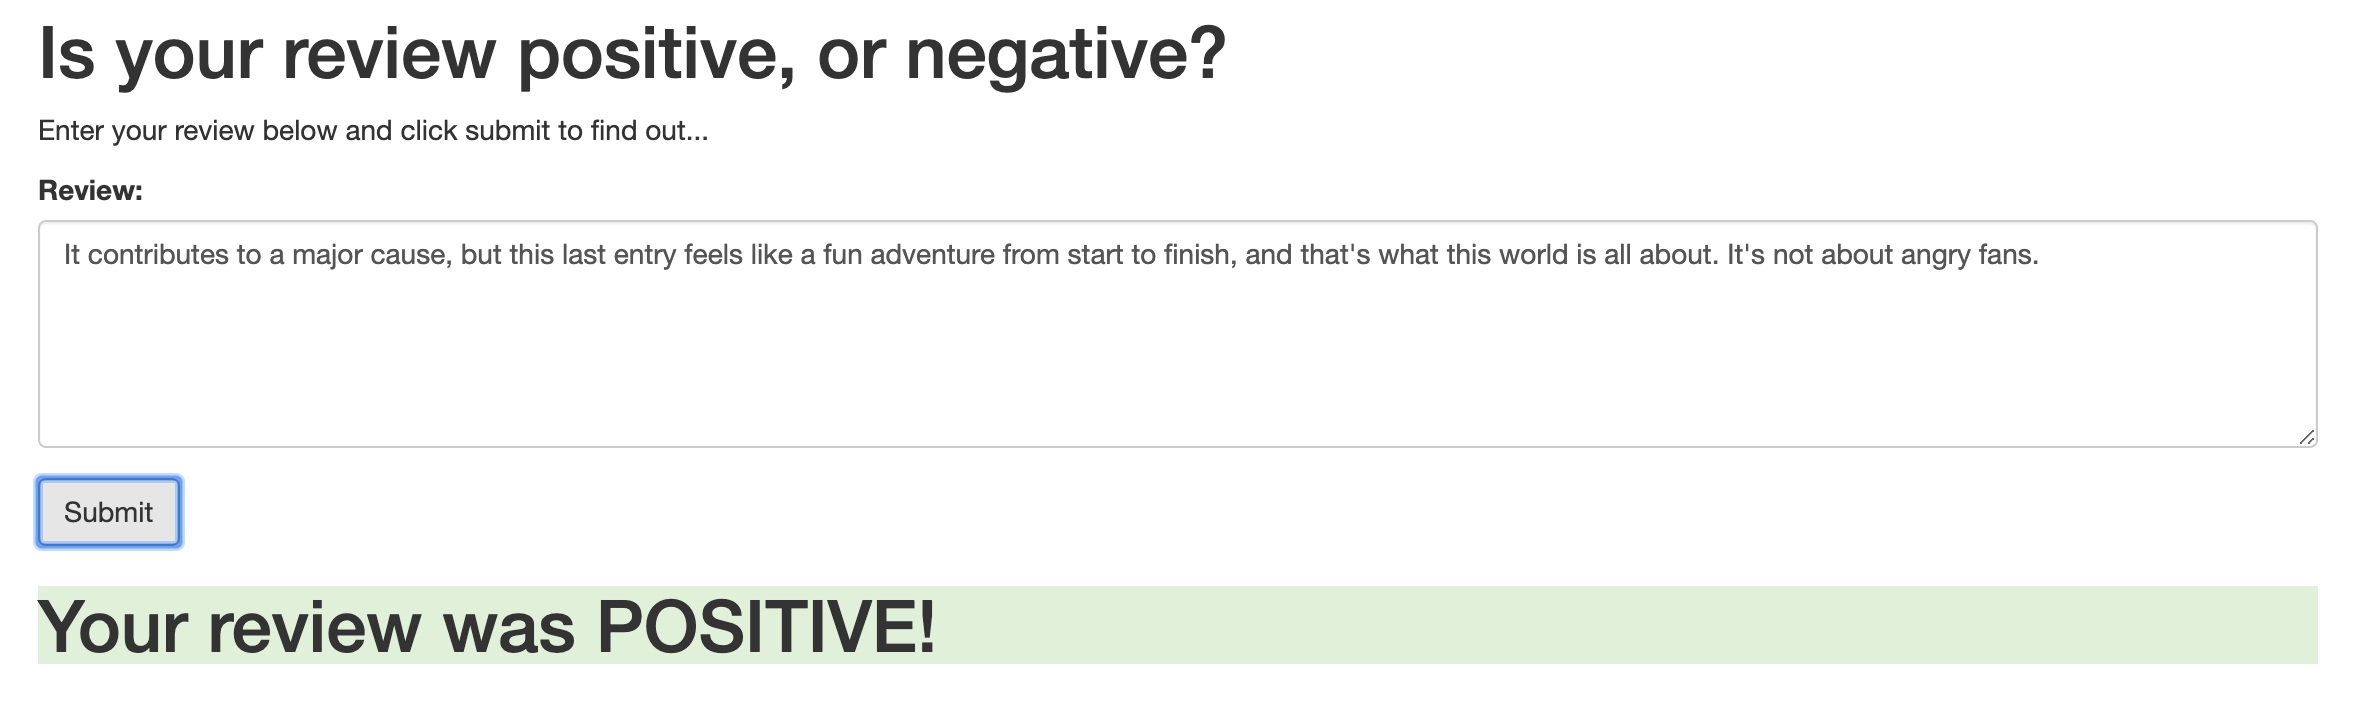 Is your review positive, or negative?
Enter your review below and click submit to find out...
Review:
It contributes to a major cause, but this last entry feels like a fun adventure from start to finish, and that's what this world is all about. It's not about angry fans.
Submit
Your review was POSITIVE!